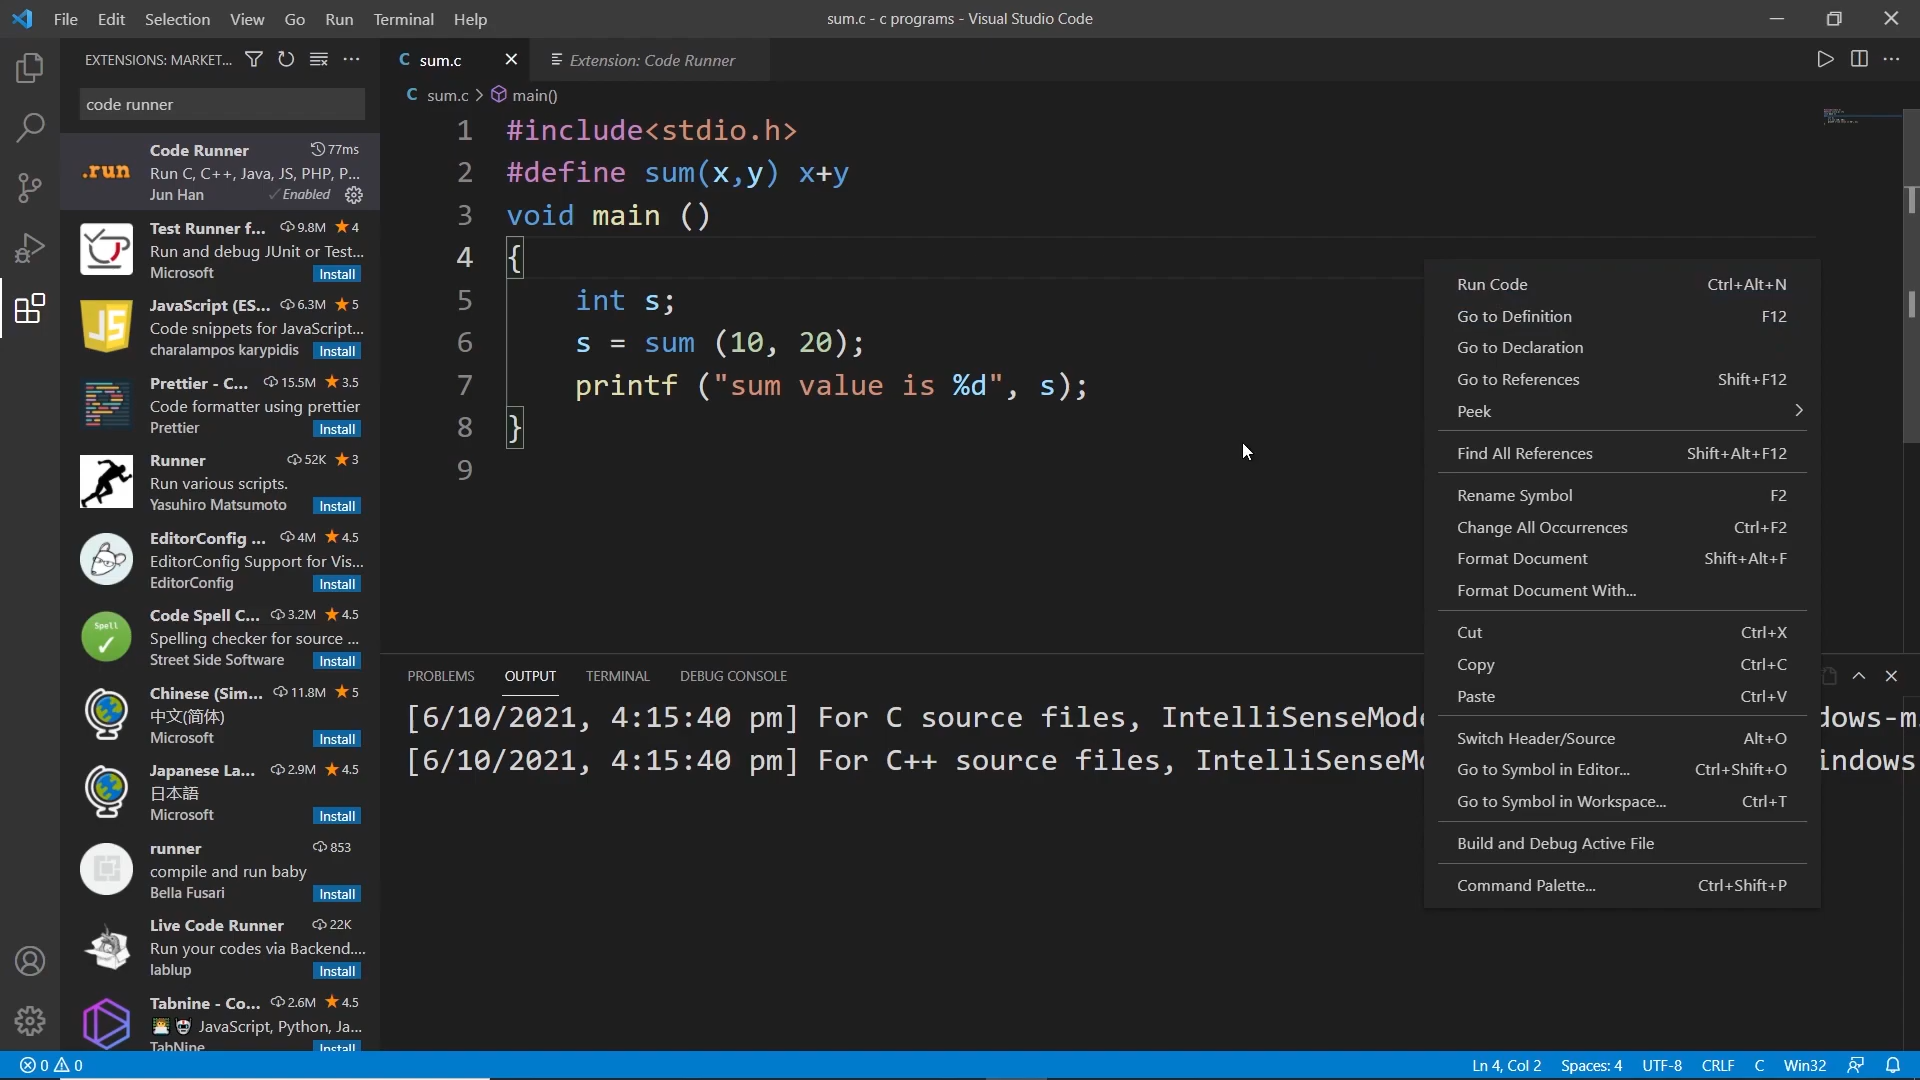 File Edit Selection View Go Run Terminal Help
sum.c - c programs - Visual Studio Code
EXTENSIONS: MARKET...
code runner
Code Runner 77ms
.run
Run C, C++, Java, JS, PHP, P...
Jun Han ✓Enabled
Test Runner f... 9.8M ★4
Run and debug JUnit or Test...
Microsoft Install
JS
JavaScript (ES... 6.3M ★5
Code snippets for JavaScript...
charalampos karypidis Install
Prettier - C... 15.5M ★3.5
Code formatter using prettier
Prettier Install
Runner 52K ★3
Run various scripts.
Yasuhiro Matsumoto Install
EditorConfig ... 4M ★4.5
EditorConfig Support for Vis...
EditorConfig Install
Spell
Code Spell C... 3.2M ★4.5
Spelling checker for source ...
Street Side Software Install
Chinese (Sim... 11.8M ★5
中文(简体)
Microsoft Install
Japanese La... 2.9M ★4.5
日本語
Microsoft Install
runner 853
compile and run baby
Bella Fusari Install
Live Code Runner 22K
Run your codes via Backend....
lablup Install
Tabnine - Co... 2.6M ★4.5
JavaScript, Python, Ja...
TabNine Install
C sum.c
Extension: Code Runner
C sum.c > main()
1 #include<stdio.h>
2 #define sum(x,y) x+y
3 void main ()
4 {
5 int s;
6 s = sum (10, 20);
7 printf ("sum value is %d", s);
8 }
9
PROBLEMS OUTPUT TERMINAL DEBUG CONSOLE
[6/10/2021, 4:15:40 pm] For C source files, IntelliSenseMode dows-m
[6/10/2021, 4:15:40 pm] For C++ source files, IntelliSenseMo indows
Run Code Ctrl+Alt+N
Go to Definition F12
Go to Declaration
Go to References Shift+F12
Peek
Find All References Shift+Alt+F12
Rename Symbol F2
Change All Occurrences Ctrl+F2
Format Document Shift+Alt+F
Format Document With...
Cut Ctrl+X
Copy Ctrl+C
Paste Ctrl+V
Switch Header/Source Alt+O
Go to Symbol in Editor... Ctrl+Shift+O
Go to Symbol in Workspace... Ctrl+T
Build and Debug Active File
Command Palette... Ctrl+Shift+P
0 0
Ln 4, Col 2 Spaces: 4 UTF-8 CRLF C Win32